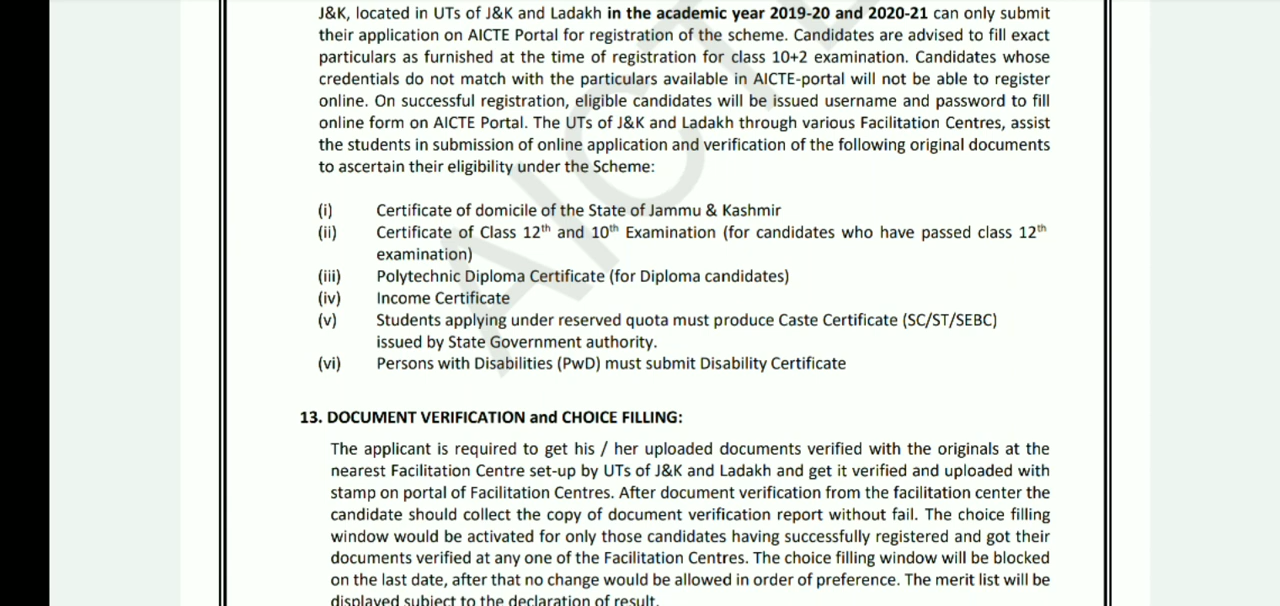 J&K, located in UTs of J&K and Ladakh in the academic year 2019-20 and 2020-21 can only submit
their application on AICTE Portal for registration of the scheme. Candidates are advised to fill exact
particulars as furnished at the time of registration for class 10+2 examination. Candidates whose
credentials do not match with the particulars available in AICTE-portal will not be able to register
online. On successful registration, eligible candidates will be issued username and password to fill
online form on AICTE Portal. The UTs of J&K and Ladakh through various Facilitation Centres, assist
the students in submission of online application and verification of the following original documents
to ascertain their eligibility under the Scheme:
(i) Certificate of domicile of the State of Jammu & Kashmir
(ii) Certificate of Class 12th and 10th Examination (for candidates who have passed class 12th
examination)
(iii) Polytechnic Diploma Certificate (for Diploma candidates)
(iv) Income Certificate
(v) Students applying under reserved quota must produce Caste Certificate (SC/ST/SEBC)
issued by State Government authority.
(vi) Persons with Disabilities (PwD) must submit Disability Certificate
13. DOCUMENT VERIFICATION and CHOICE FILLING:
The applicant is required to get his / her uploaded documents verified with the originals at the
nearest Facilitation Centre set-up by UTs of J&K and Ladakh and get it verified and uploaded with
stamp on portal of Facilitation Centres. After document verification from the facilitation center the
candidate should collect the copy of document verification report without fail. The choice filling
window would be activated for only those candidates having successfully registered and got their
documents verified at any one of the Facilitation Centres. The choice filling window will be blocked
on the last date, after that no change would be allowed in order of preference. The merit list will be
displayed subject to the declaration of result.
AICTE